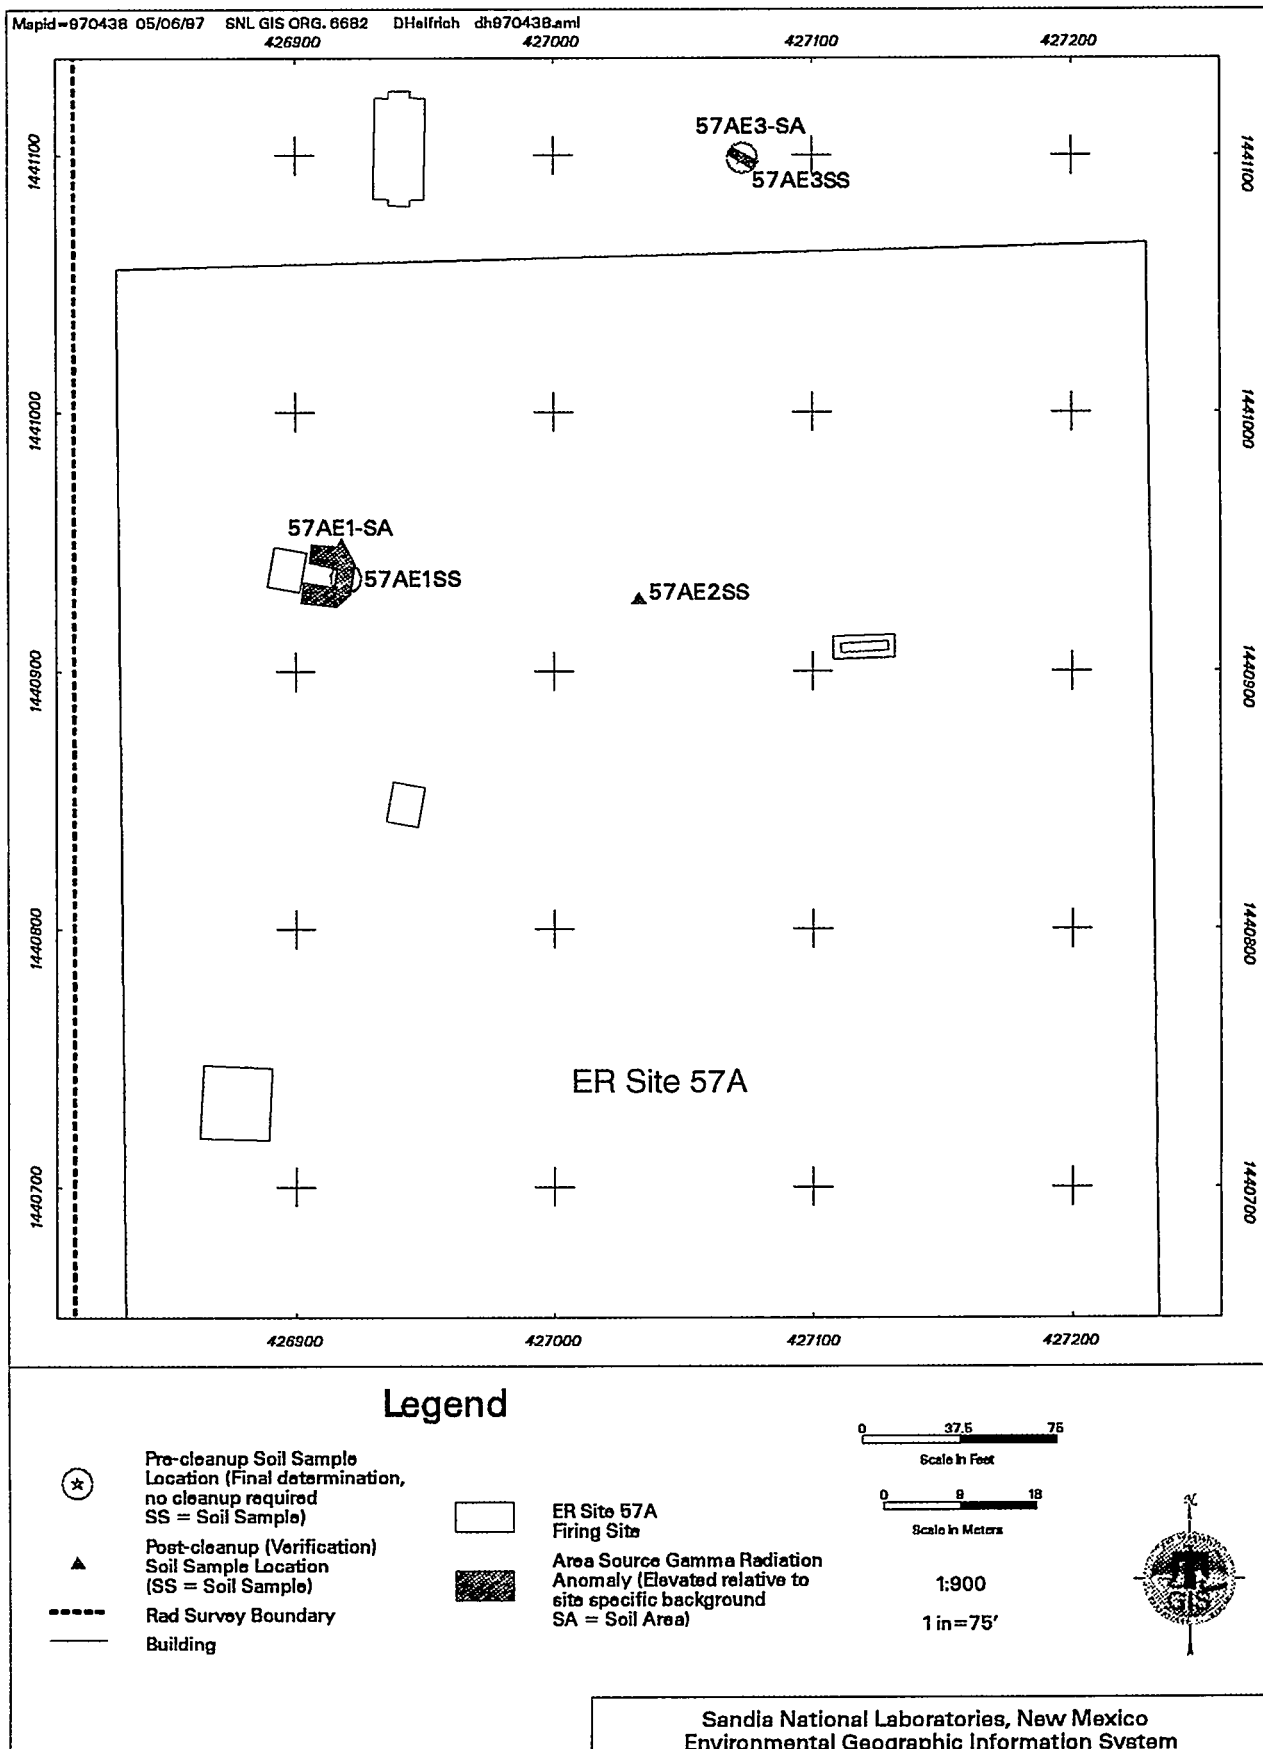 Mapid=970438 05/06/97 SNL GIS ORG. 6682 DHelfrich dh970438.aml
426900 427000 427100 427200
57AE3-SA
1441100 1441100
57AE3SS
1441000 1441000
57AE1-SA
57AE1SS
57AE2SS
1440900 1440900
1440800 1440800
ER Site 57A
1440700 1440700
426900 427000 427100 427200
Legend
Pre-cleanup Soil Sample
Location (Final determination,
no cleanup required
SS = Soil Sample)
Post-cleanup (Verification)
Soil Sample Location
(SS = Soil Sample)
Rad Survey Boundary
Building
ER Site 57A
Firing Site
Area Source Gamma Radiation
Anomaly (Elevated relative to
site specific background
SA = Soil Area)
0 37.5 75
Scale in Feet
0 9 18
Scale in Meters
1:900
1 in=75'
N
GIS
Sandia National Laboratories, New Mexico
Environmental Geographic Information System